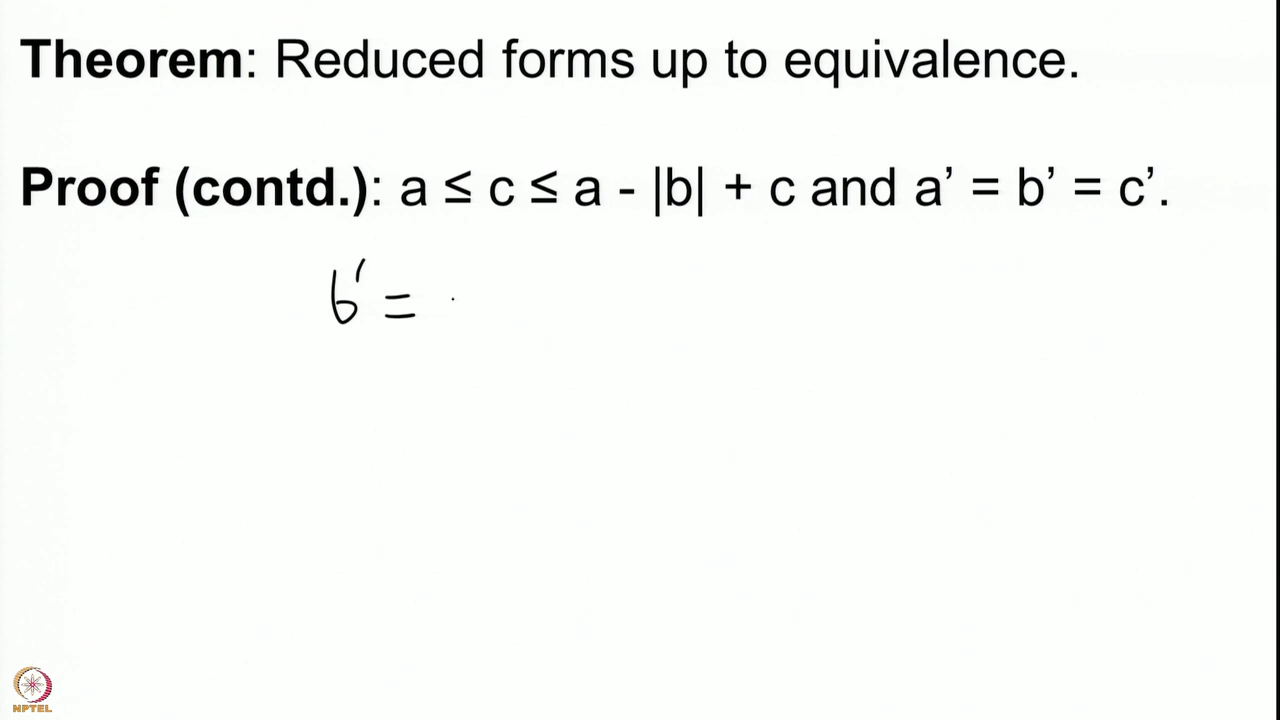 Theorem: Reduced forms up to equivalence.
Proof (contd.): a ≤ c ≤ a - |b| + c and a’ = b’ = c’.
b' =
NPTEL